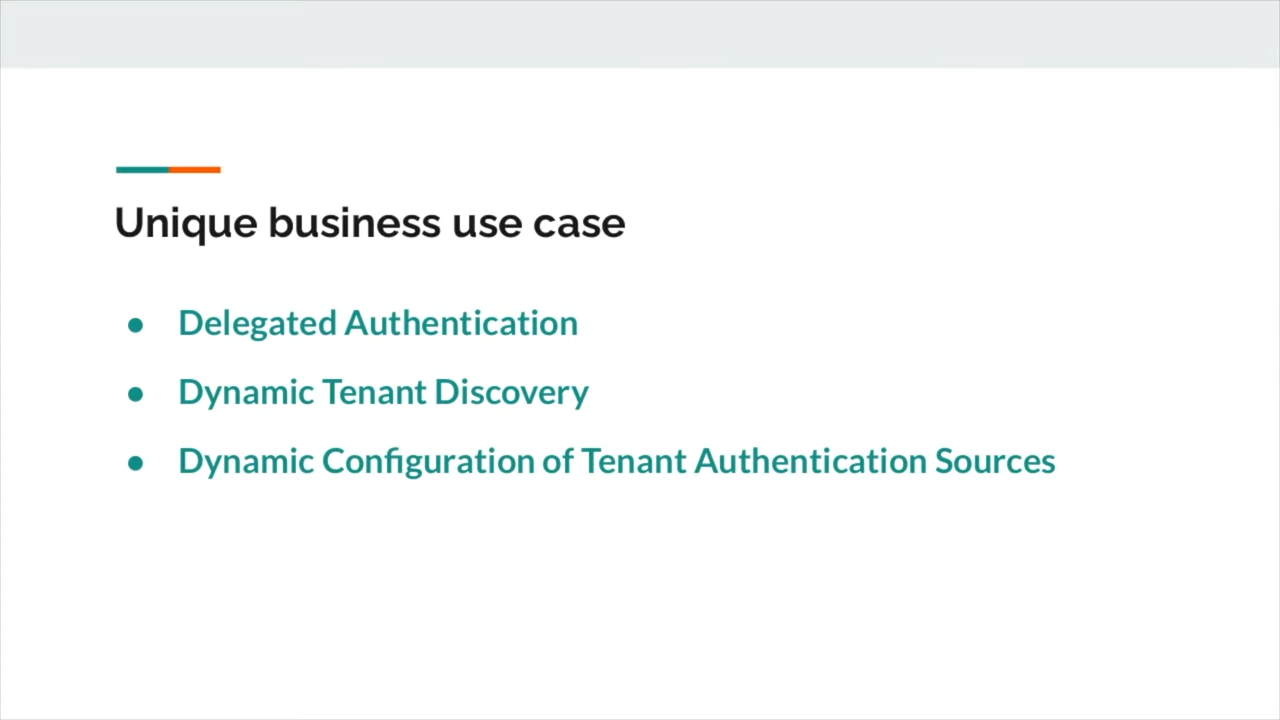 Unique business use case
● Delegated Authentication
● Dynamic Tenant Discovery
● Dynamic Configuration of Tenant Authentication Sources